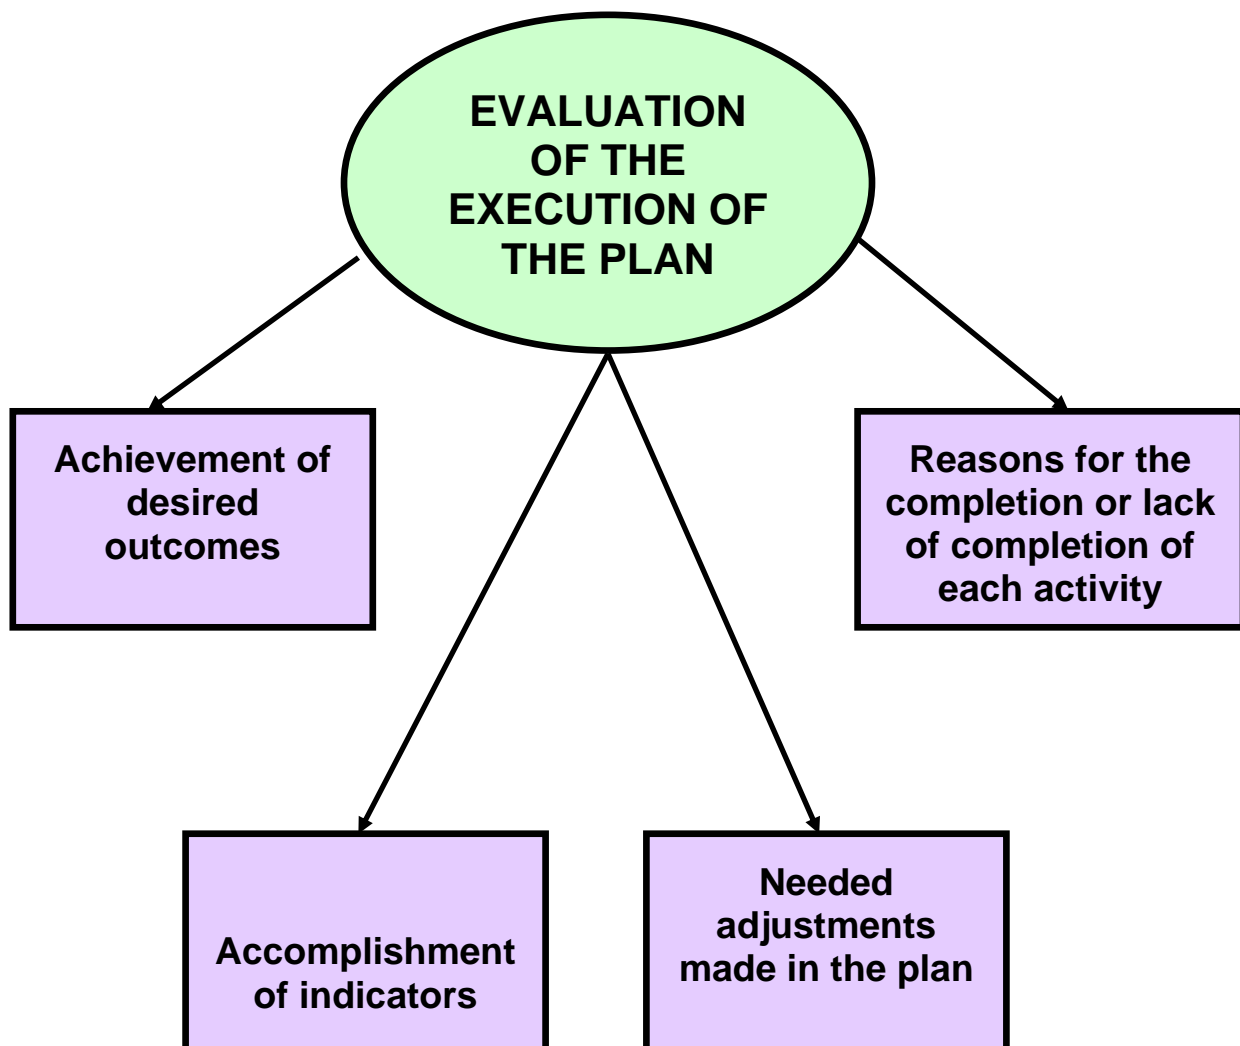 EVALUATION
OF THE
EXECUTION OF
THE PLAN
Achievement of
desired
outcomes
Reasons for the
completion or lack
of completion of
each activity
Accomplishment
of indicators
Needed
adjustments
made in the plan